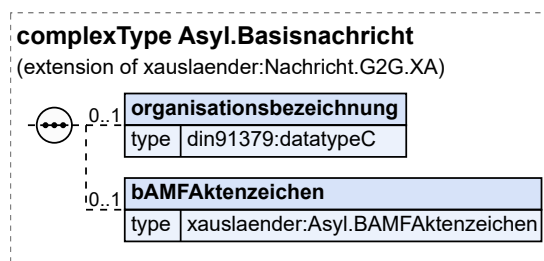 complexType Asyl.Basisnachricht
(extension of xauslaender:Nachricht.G2G.XA)
0..1 organisationsbezeichnung
type din91379:datatypeC
0..1 bAMFAktenzeichen
type xauslaender:Asyl.BAMFAktenzeichen